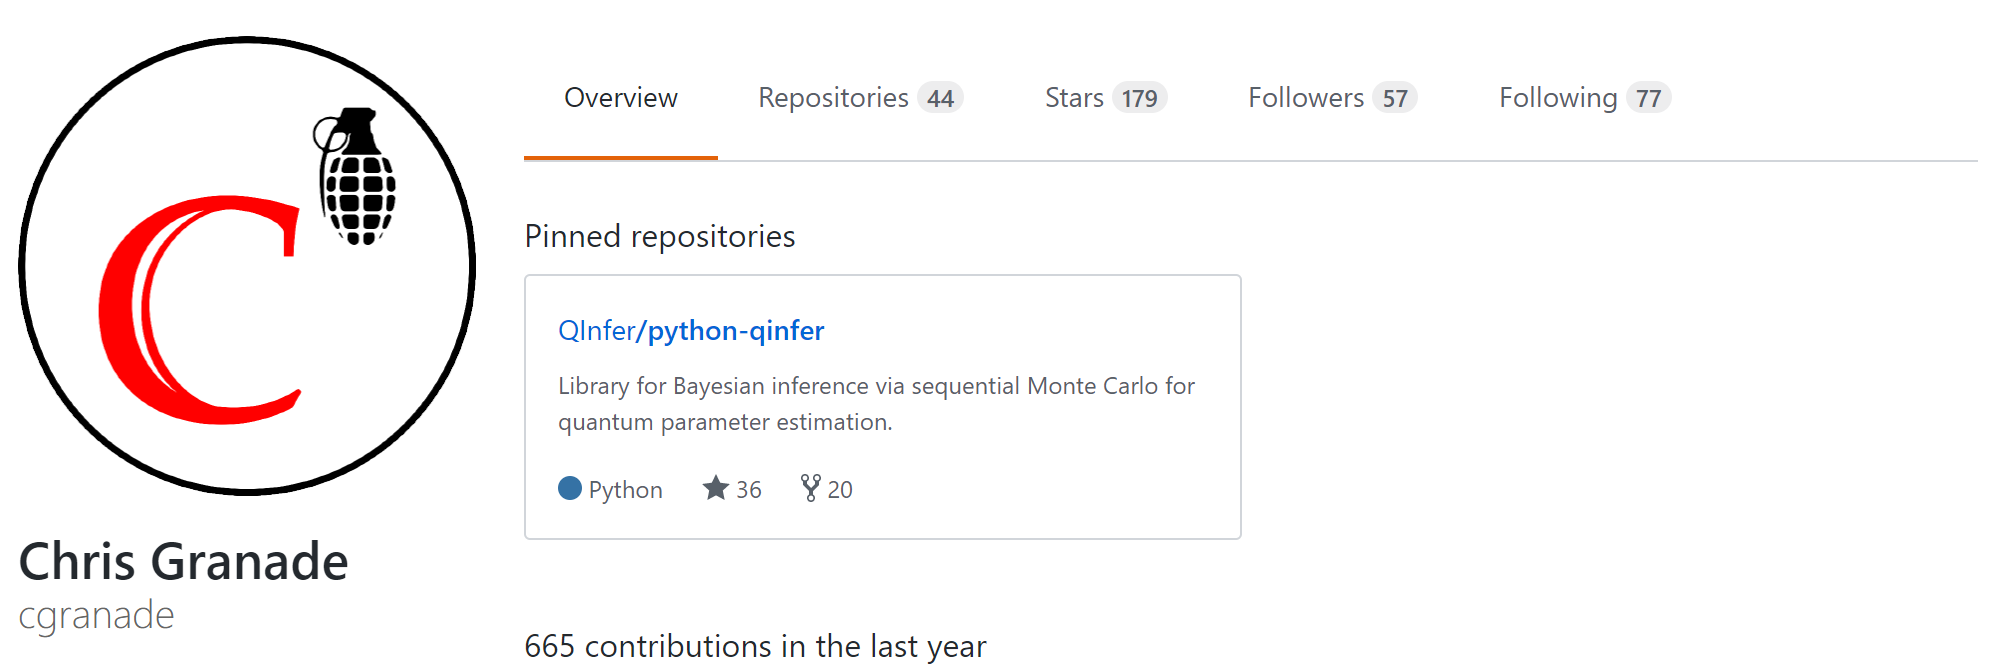 C
Overview Repositories 44 Stars 179 Followers 57 Following 77
Pinned repositories
QInfer/python-qinfer
Library for Bayesian inference via sequential Monte Carlo for
quantum parameter estimation.
Python 36 20
Chris Granade
cgranade
665 contributions in the last year